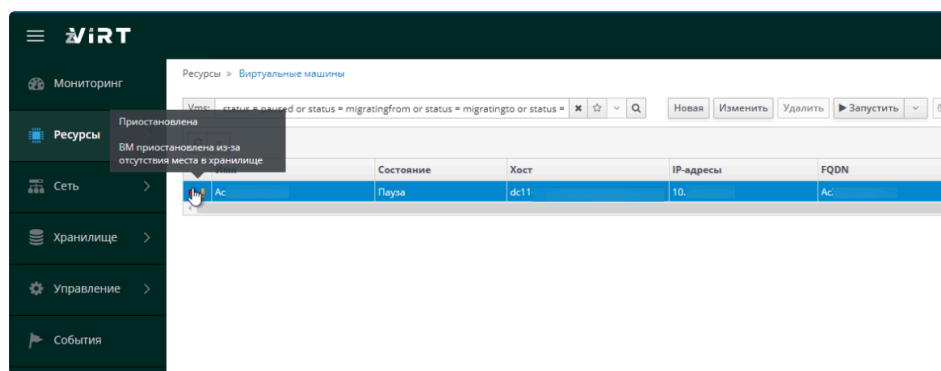 zVirt
Мониторинг
Ресурсы
Сеть
Хранилище
Управление
События
Ресурсы » Виртуальные машины
Vms: status = paused or status = migratingfrom or status = migratingto or status =
Новая Изменить Удалить Запустить
Приостановлена
ВМ приостановлена из-за
отсутствия места в хранилище
Имя Состояние Хост IP-адресы FQDN
Ac Пауза dc11 10. Ac